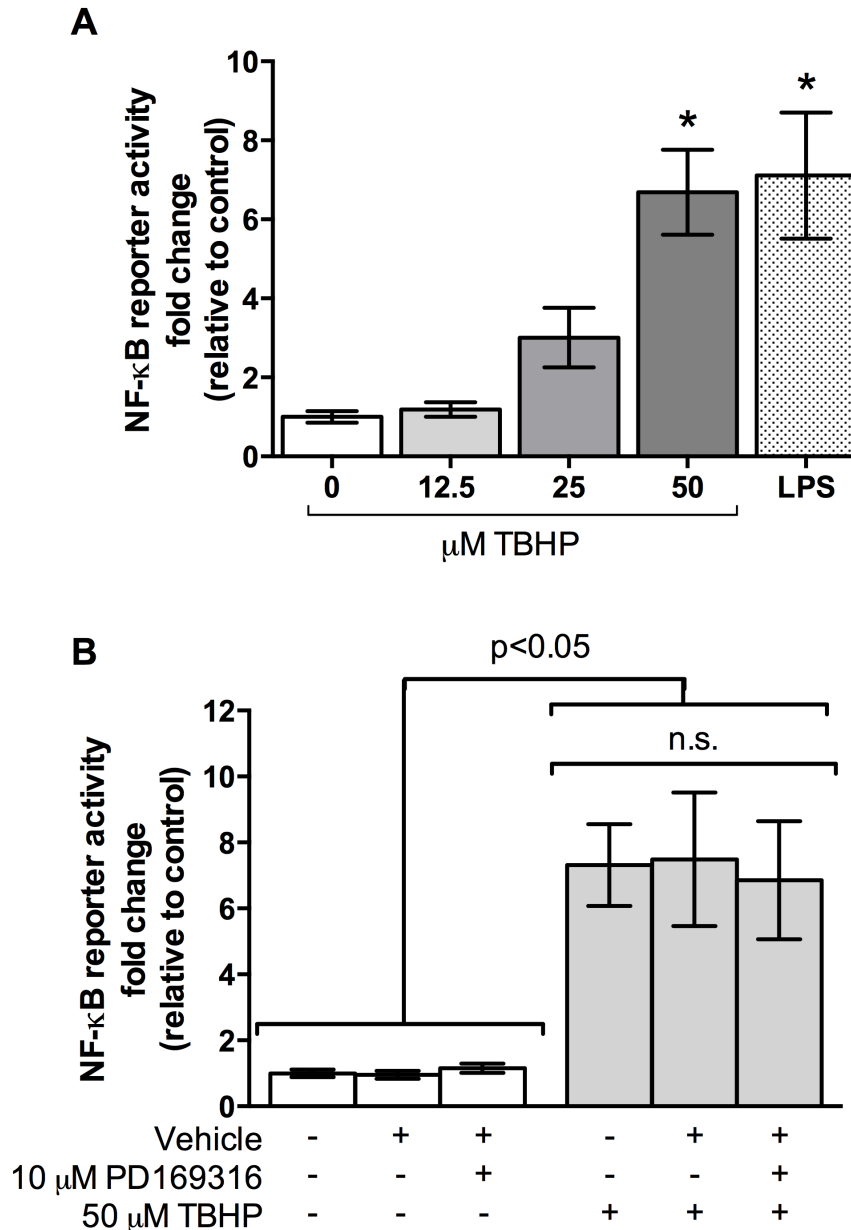 A
NF-κB reporter activity
fold change
(relative to control)
10
8
6
4
2
0
* *
0 12.5 25 50 LPS
μM TBHP
B
p<0.05
n.s.
NF-κB reporter activity
fold change
(relative to control)
12
10
8
6
4
2
0
Vehicle - + + - + +
10 μM PD169316 - - + - - +
50 μM TBHP - - - + + +